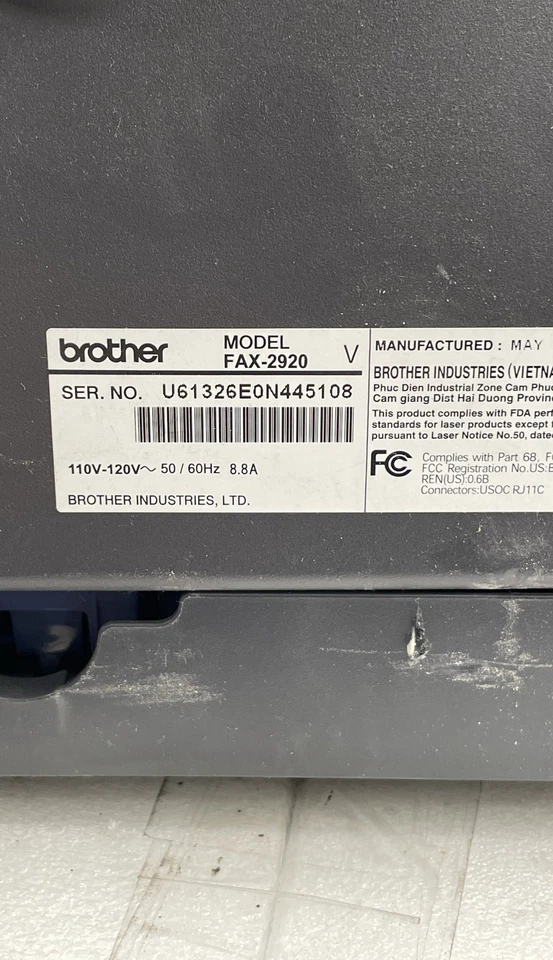 brother
MODEL
FAX-2920
V
SER. NO. U61326E0N445108
110V-120V～ 50 / 60Hz 8.8A
BROTHER INDUSTRIES, LTD.
MANUFACTURED : MAY
BROTHER INDUSTRIES (VIETNA
Phuc Dien Industrial Zone Cam Phuc
Cam giang Dist Hai Duong Provin
This product complies with FDA perf
standards for laser products except f
pursuant to Laser Notice No.50, date
FC
Complies with Part 68, F
FCC Registration No.US:B
REN(US):0.6B
Connectors:USOC RJ11C